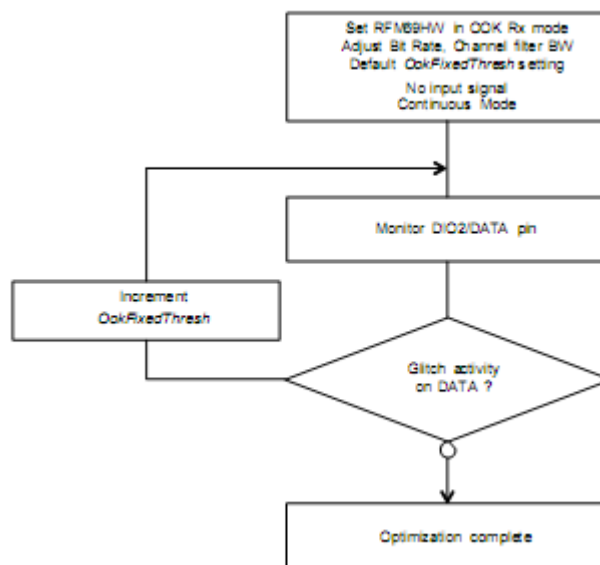 Set RFM69HW in OOK Rx mode
Adjust Bit Rate, Channel filter BW
Default OokFixedThresh setting
No input signal
Continuous Mode
Monitor DIO2/DATA pin
Increment
OokFixedThresh
Glitch activity
on DATA ?
Optimization complete